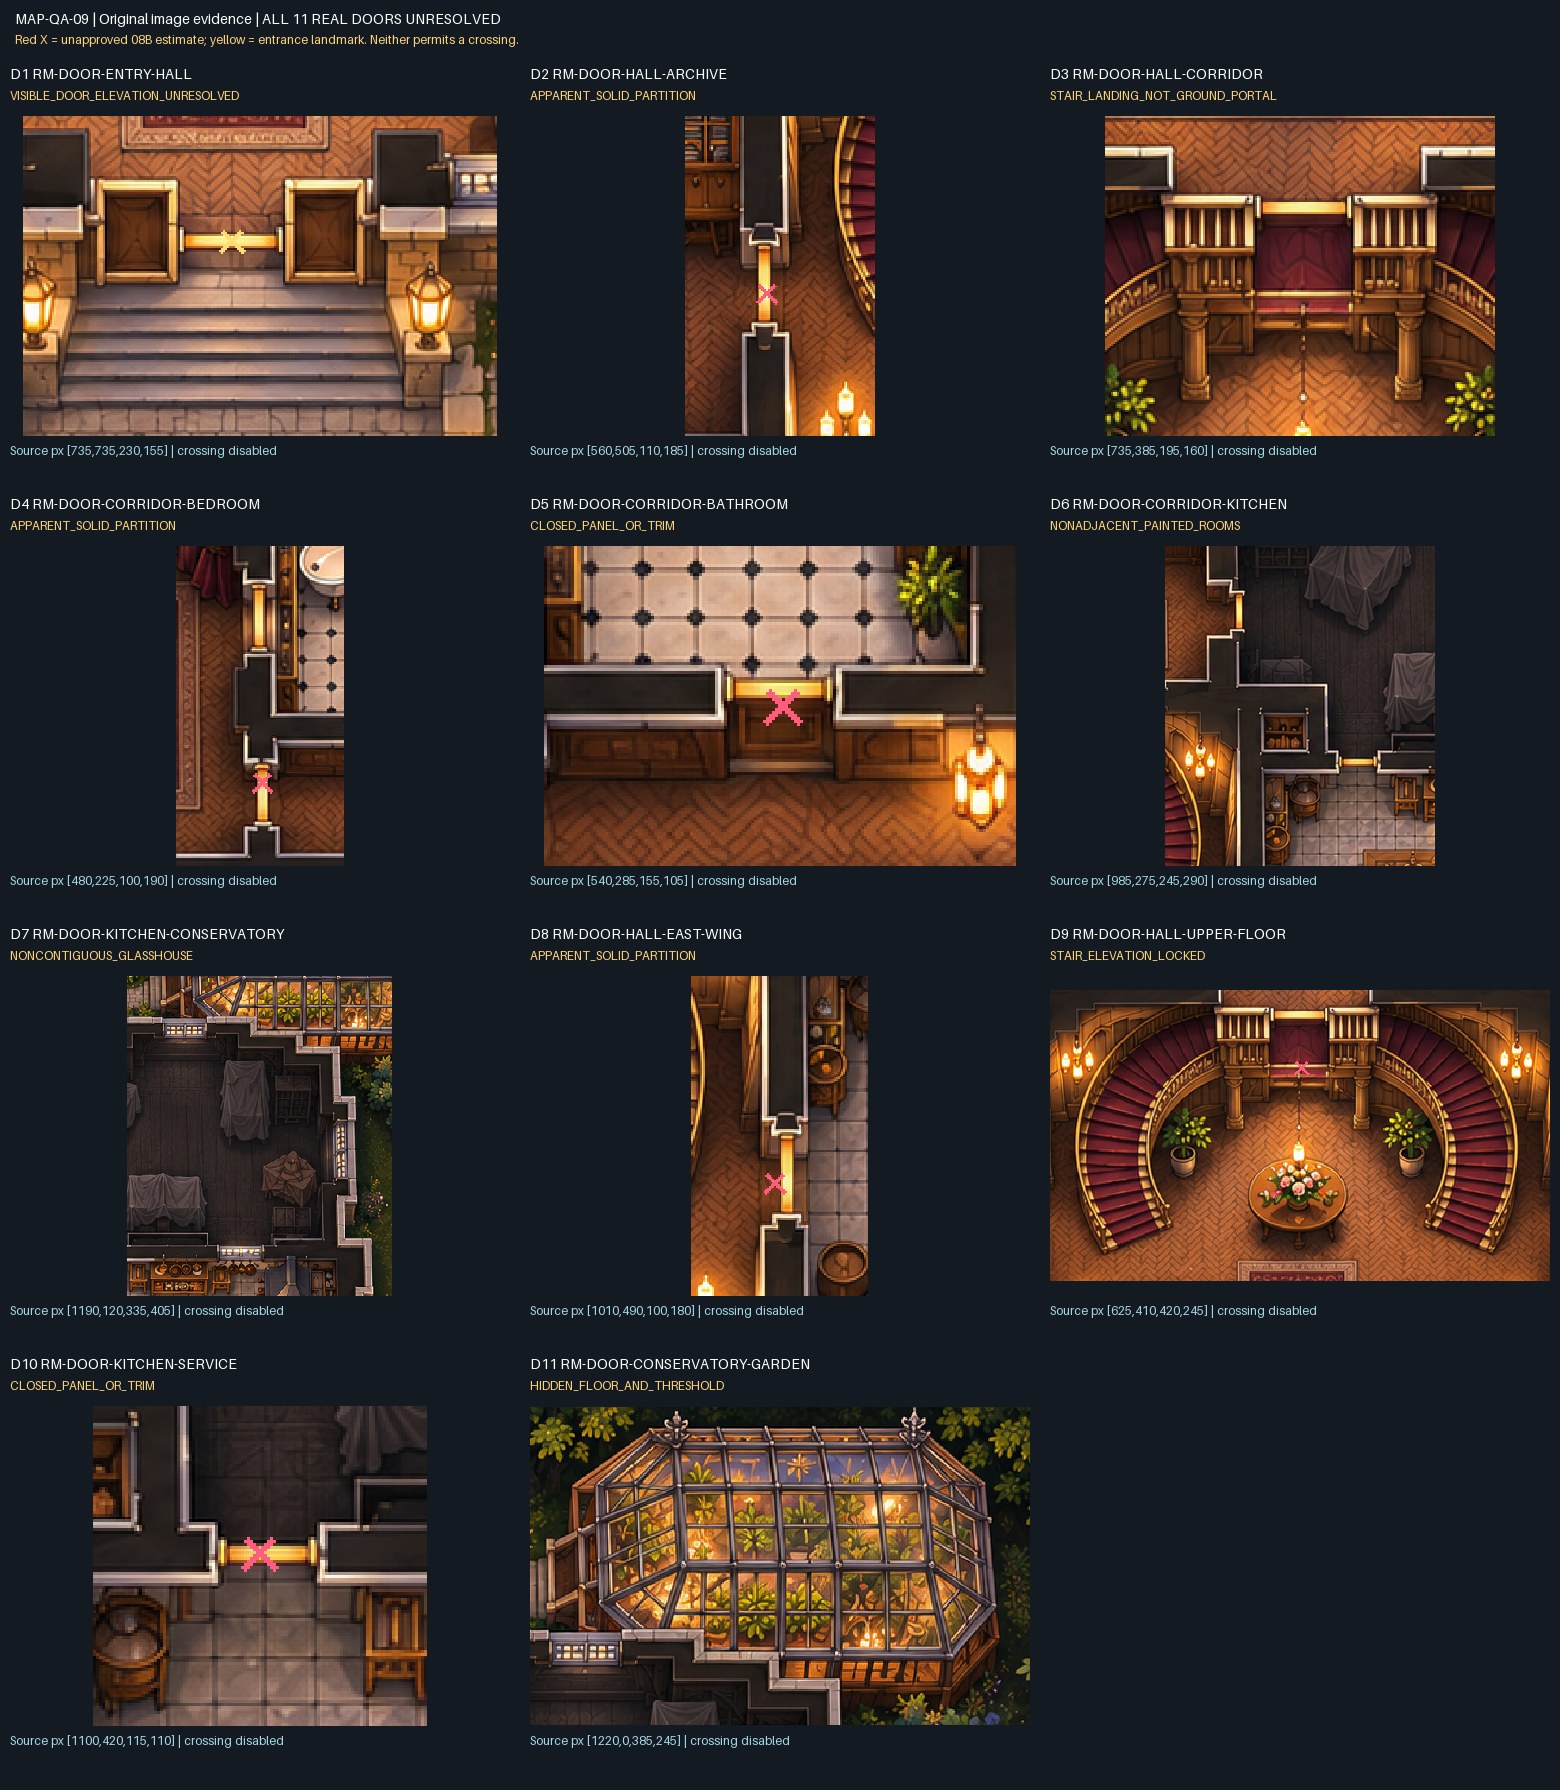 MAP-QA-09 | Original image evidence | ALL 11 REAL DOORS UNRESOLVED
Red X = unapproved 08B estimate; yellow = entrance landmark. Neither permits a crossing.
D1 RM-DOOR-ENTRY-HALL
VISIBLE_DOOR_ELEVATION_UNRESOLVED
Source px [735,735,230,155] | crossing disabled
D2 RM-DOOR-HALL-ARCHIVE
APPARENT_SOLID_PARTITION
Source px [560,505,110,185] | crossing disabled
D3 RM-DOOR-HALL-CORRIDOR
STAIR_LANDING_NOT_GROUND_PORTAL
Source px [735,385,195,160] | crossing disabled
D4 RM-DOOR-CORRIDOR-BEDROOM
APPARENT_SOLID_PARTITION
Source px [480,225,100,190] | crossing disabled
D5 RM-DOOR-CORRIDOR-BATHROOM
CLOSED_PANEL_OR_TRIM
Source px [540,285,155,105] | crossing disabled
D6 RM-DOOR-CORRIDOR-KITCHEN
NONADJACENT_PAINTED_ROOMS
Source px [985,275,245,290] | crossing disabled
D7 RM-DOOR-KITCHEN-CONSERVATORY
NONCONTIGUOUS_GLASSHOUSE
Source px [1190,120,335,405] | crossing disabled
D8 RM-DOOR-HALL-EAST-WING
APPARENT_SOLID_PARTITION
Source px [1010,490,100,180] | crossing disabled
D9 RM-DOOR-HALL-UPPER-FLOOR
STAIR_ELEVATION_LOCKED
Source px [625,410,420,245] | crossing disabled
D10 RM-DOOR-KITCHEN-SERVICE
CLOSED_PANEL_OR_TRIM
Source px [1100,420,115,110] | crossing disabled
D11 RM-DOOR-CONSERVATORY-GARDEN
HIDDEN_FLOOR_AND_THRESHOLD
Source px [1220,0,385,245] | crossing disabled